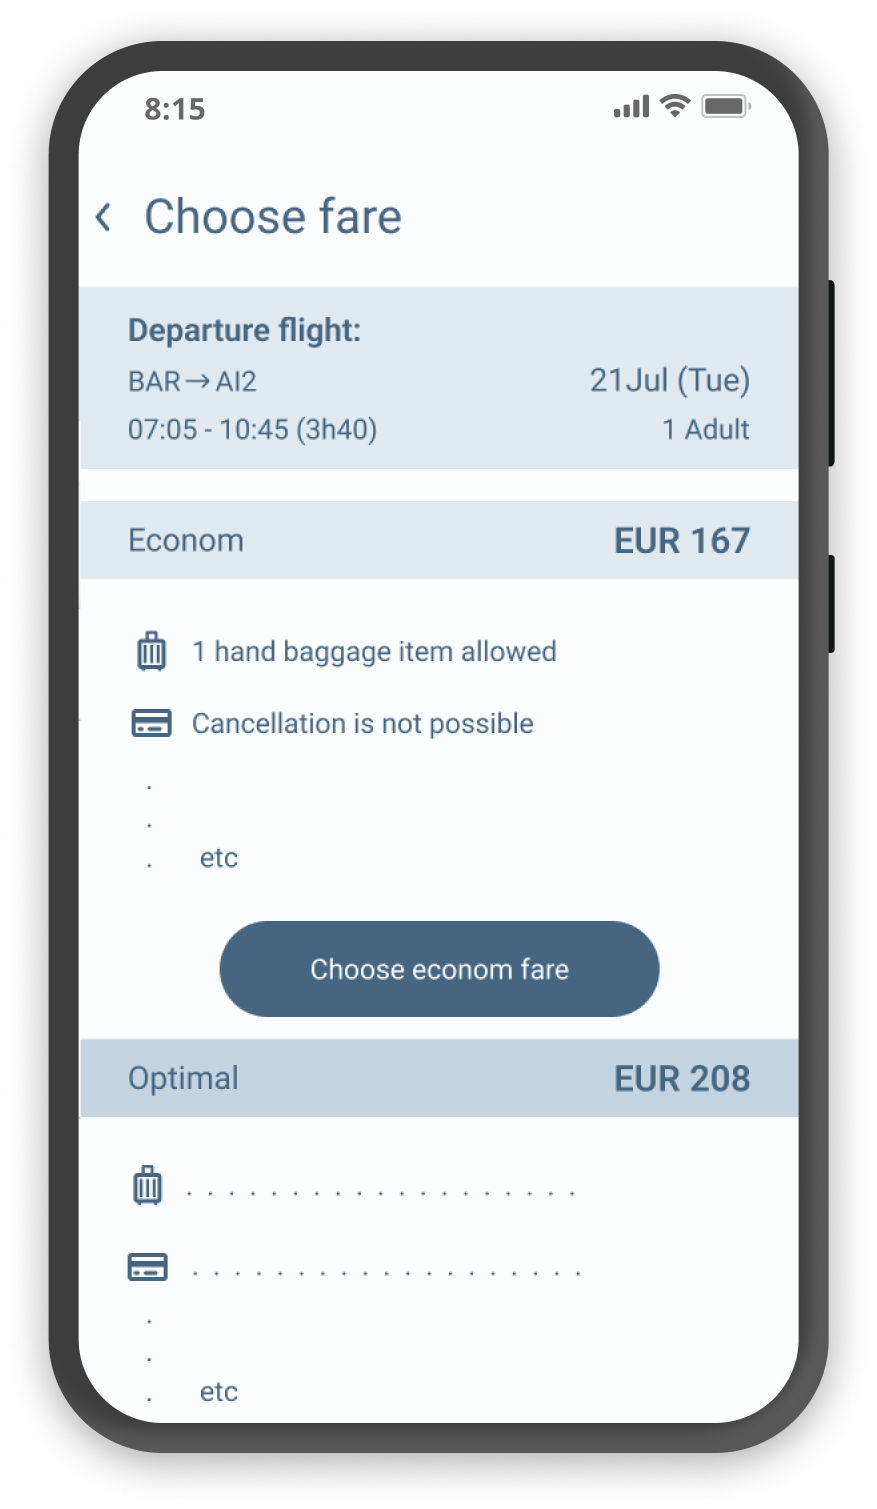 8:15
Choose fare
Departure flight:
BAR→AI2 21Jul (Tue)
07:05 - 10:45 (3h40) 1 Adult
Econom EUR 167
1 hand baggage item allowed
Cancellation is not possible
.
.
. etc
Choose econom fare
Optimal EUR 208
. . . . . . . . . . . . . . . . . . .
. . . . . . . . . . . . . . . . . . .
.
.
. etc